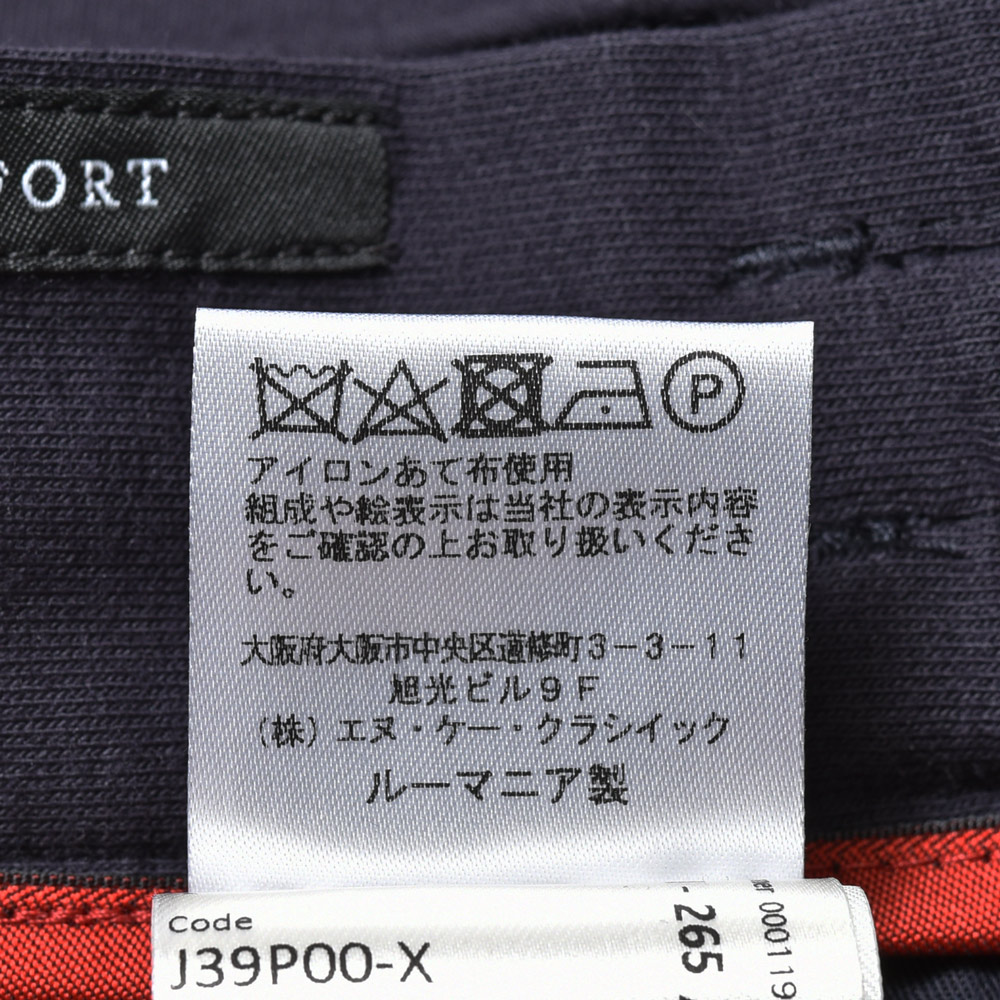 ORT
P
アイロンあて布使用
組成や絵表示は当社の表示内容
をご確認の上お取り扱いくださ
い。
大阪府大阪市中央区道修町3-3-11
旭光ビル9F
(株)エヌ・ケー・クラシイック
ルーマニア製
Code
J39P00-X
265
000119